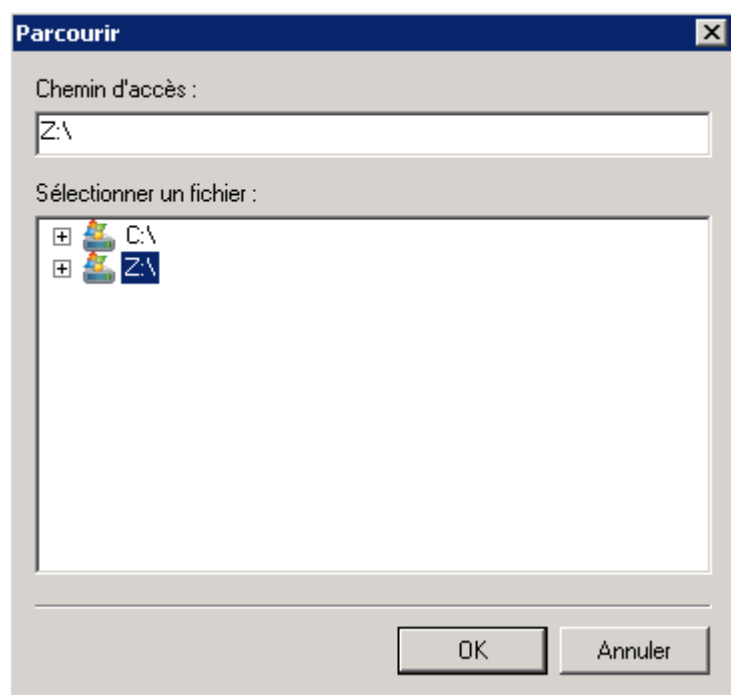 Parcourir
Chemin d'accès :
Z:\
Sélectionner un fichier :
C:\
Z:\
OK
Annuler